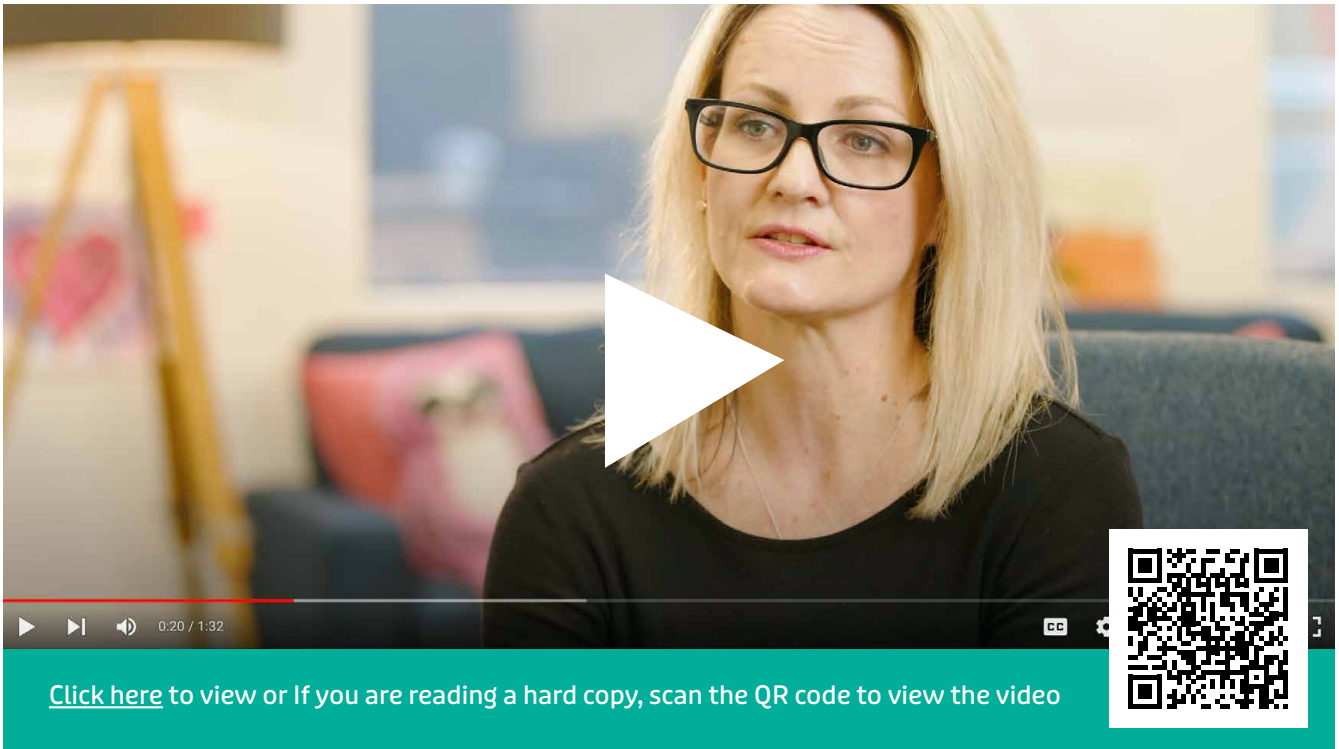 0:20 / 1:32
CC
Click here to view or If you are reading a hard copy, scan the QR code to view the video